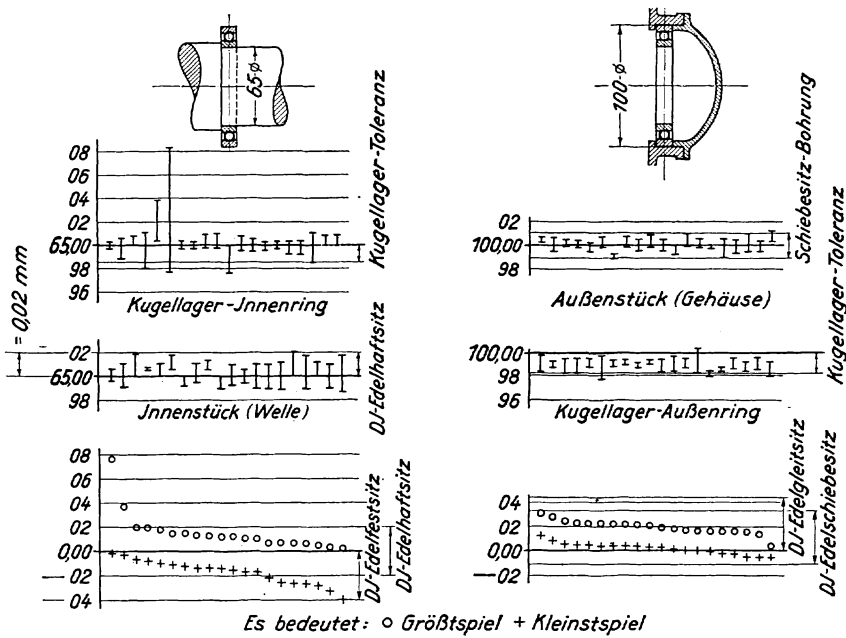 65-ϕ
100-ϕ
08
06
04
02
65,00
98
96
Kugellager-Toleranz
Kugellager-Jnnenring
02
100,00
98
Schiebesitz-Bohrung
Außenstück (Gehäuse)
= 0,02 mm
02
65,00
98
DJ-Edelhaftsitz
Jnnenstück (Welle)
100,00
98
96
Kugellager-Toleranz
Kugellager-Außenring
08
06
04
02
0,00
— 02
— 04
DJ-Edelfestsitz
DJ-Edelhaftsitz
04
02
0,00
— 02
DJ-Edelgleitsitz
DJ-Edelschiebesitz
Es bedeutet: o Größtspiel + Kleinstspiel